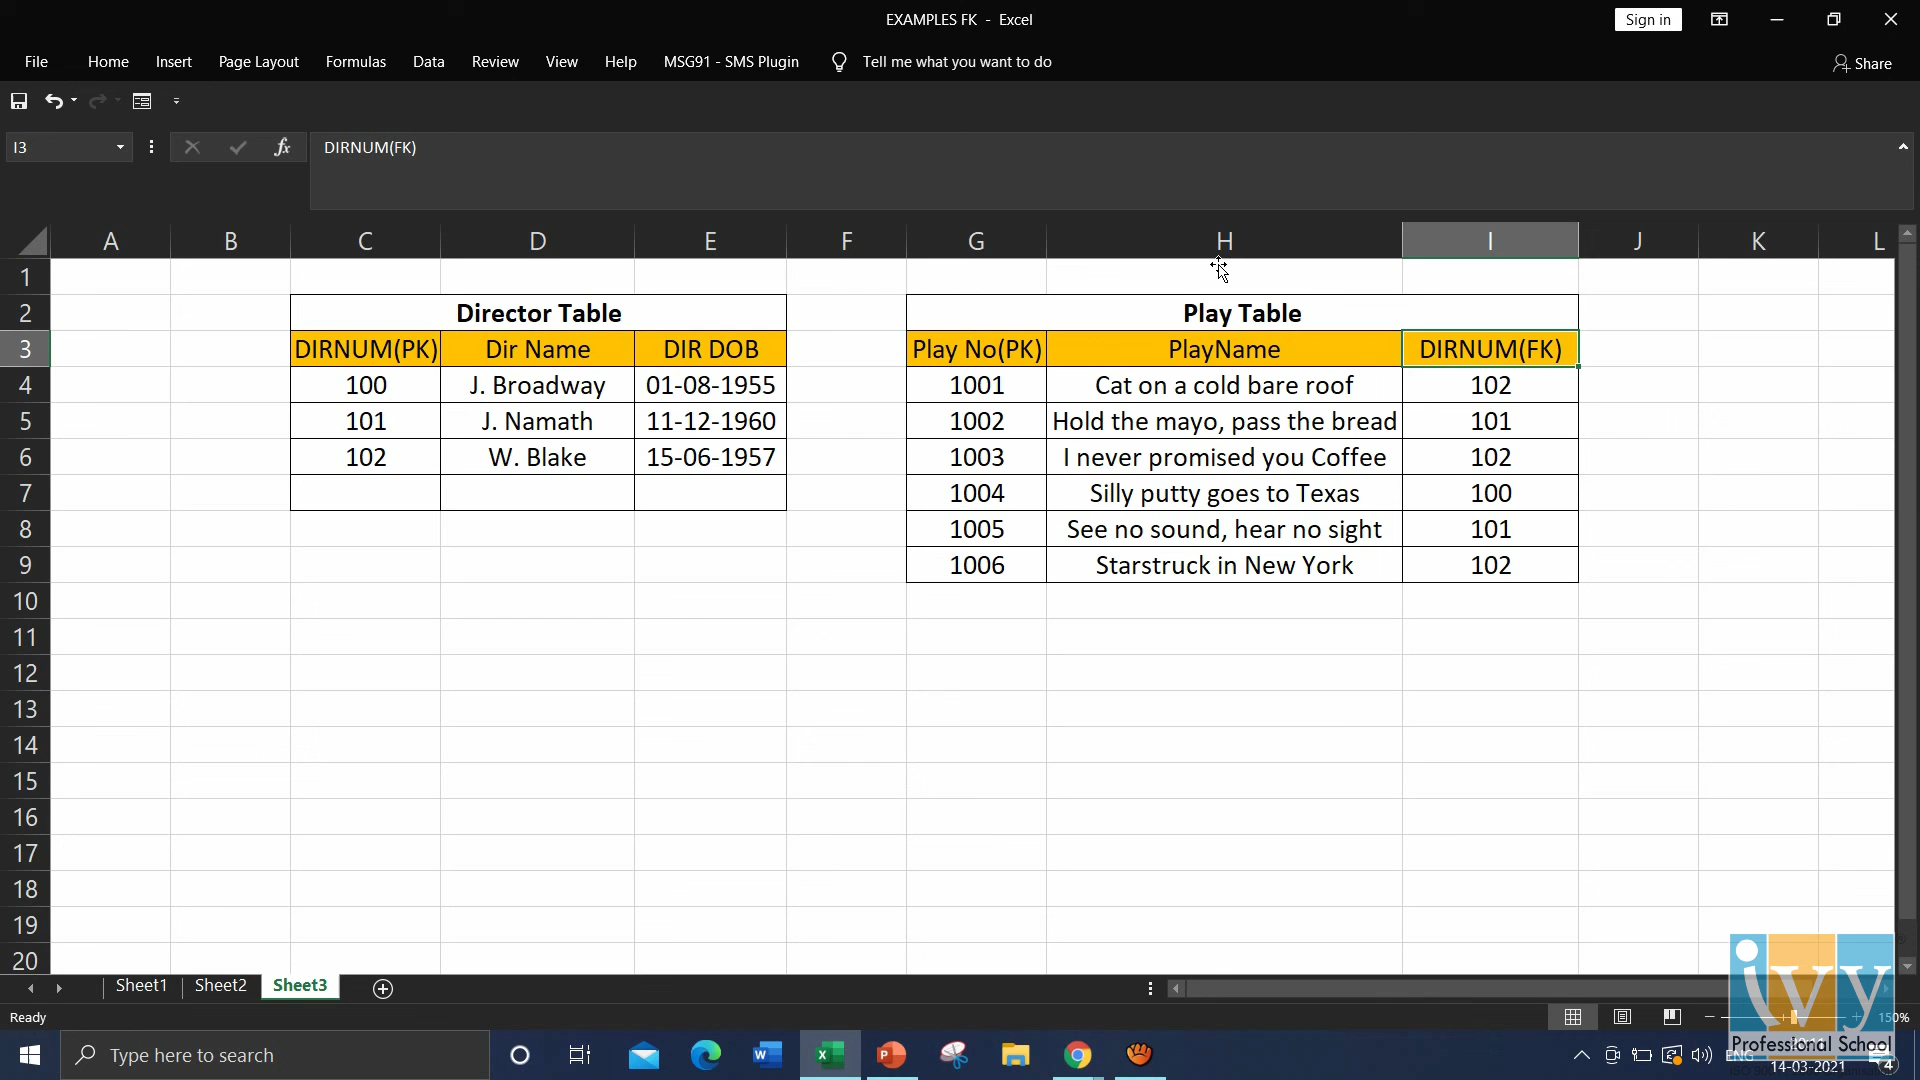 EXAMPLES FK - Excel
Sign in
File Home Insert Page Layout Formulas Data Review View Help MSG91 - SMS Plugin Tell me what you want to do Share
I3 fx DIRNUM(FK)
A B C D E F G H I J K L
1
2 Director Table Play Table
3 DIRNUM(PK) Dir Name DIR DOB Play No(PK) PlayName DIRNUM(FK)
4 100 J. Broadway 01-08-1955 1001 Cat on a cold bare roof 102
5 101 J. Namath 11-12-1960 1002 Hold the mayo, pass the bread 101
6 102 W. Blake 15-06-1957 1003 I never promised you Coffee 102
7 1004 Silly putty goes to Texas 100
8 1005 See no sound, hear no sight 101
9 1006 Starstruck in New York 102
10
11
12
13
14
15
16
17
18
19
20
Sheet1 Sheet2 Sheet3
ivy
Professional School
Ready 150%
Type here to search
ENG
14-03-2021
4